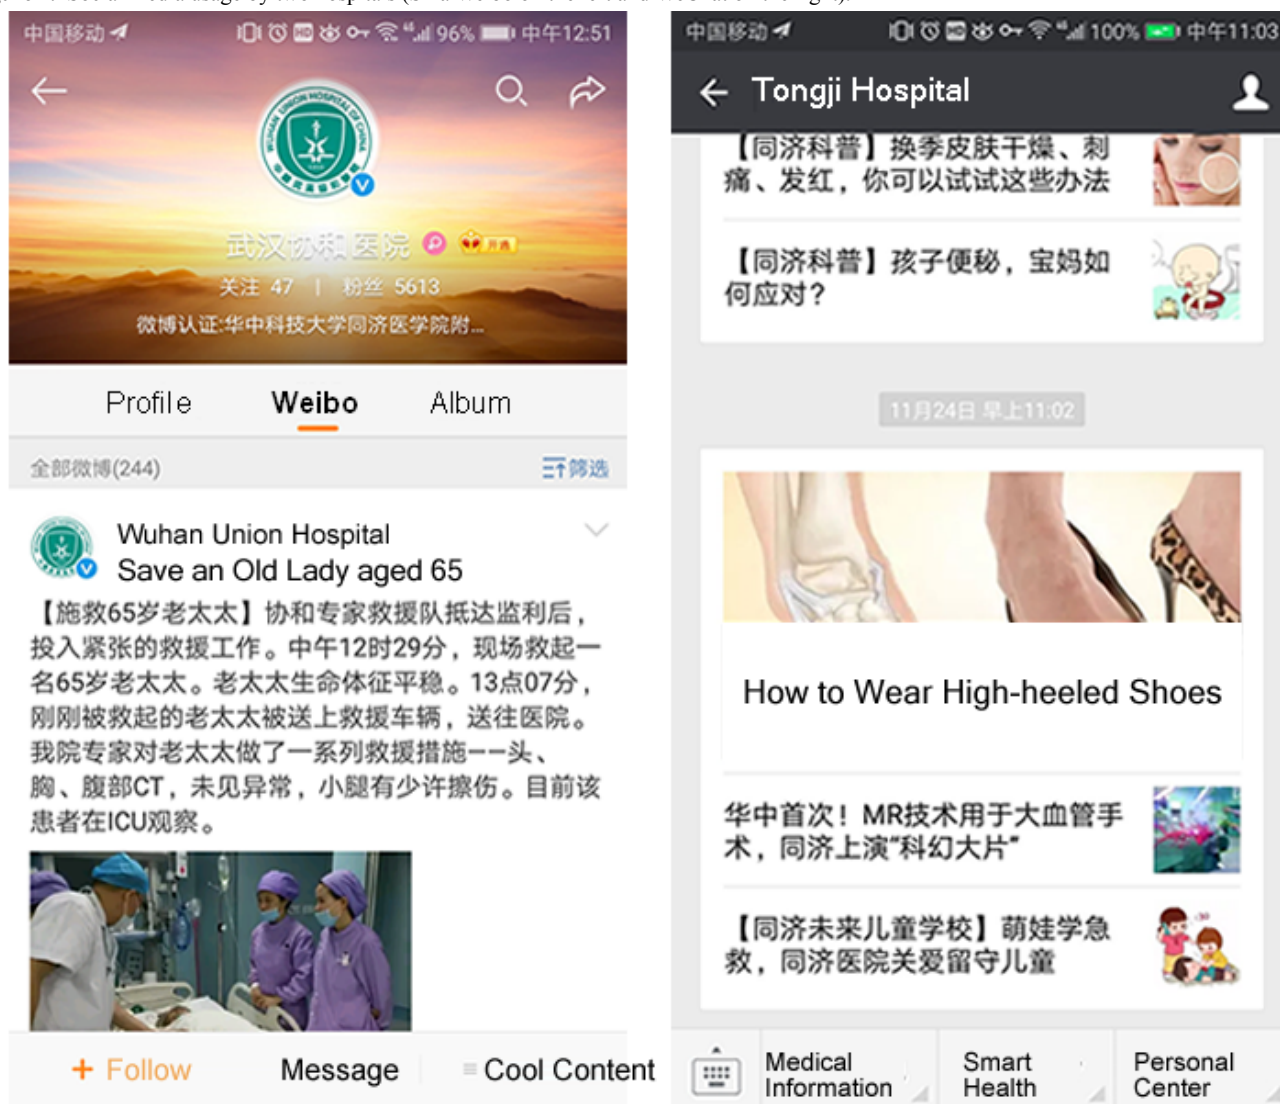 中国移动 96% 中午12:51
WUHAN UNION HOSPITAL OF CHINA
武汉协和医院 开通
关注 47 | 粉丝 5613
微博认证:华中科技大学同济医学院附...
Profile Weibo Album
全部微博(244) 筛选
Wuhan Union Hospital
Save an Old Lady aged 65
【施救65岁老太太】协和专家救援队抵达监利后，
投入紧张的救援工作。中午12时29分，现场救起一
名65岁老太太。老太太生命体征平稳。13点07分，
刚刚被救起的老太太被送上救援车辆，送往医院。
我院专家对老太太做了一系列救援措施——头、
胸、腹部CT，未见异常，小腿有少许擦伤。目前该
患者在ICU观察。
+ Follow Message Cool Content
中国移动 100% 中午11:03
Tongji Hospital
【同济科普】换季皮肤干燥、刺
痛、发红，你可以试试这些办法
【同济科普】孩子便秘，宝妈如
何应对？
11月24日 早上11:02
How to Wear High-heeled Shoes
华中首次！MR技术用于大血管手
术，同济上演“科幻大片”
【同济未来儿童学校】萌娃学急
救，同济医院关爱留守儿童
Medical
Information
Smart
Health
Personal
Center